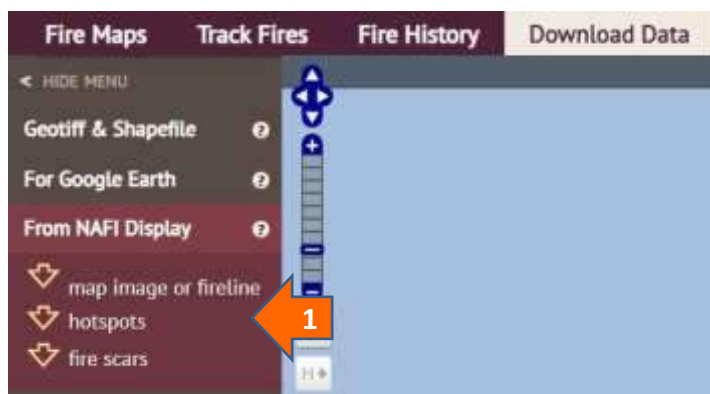 Fire Maps Track Fires Fire History Download Data
< HIDE MENU
Geotiff & Shapefile ?
For Google Earth ?
From NAFI Display ?
map image or fireline
hotspots
1
fire scars
H